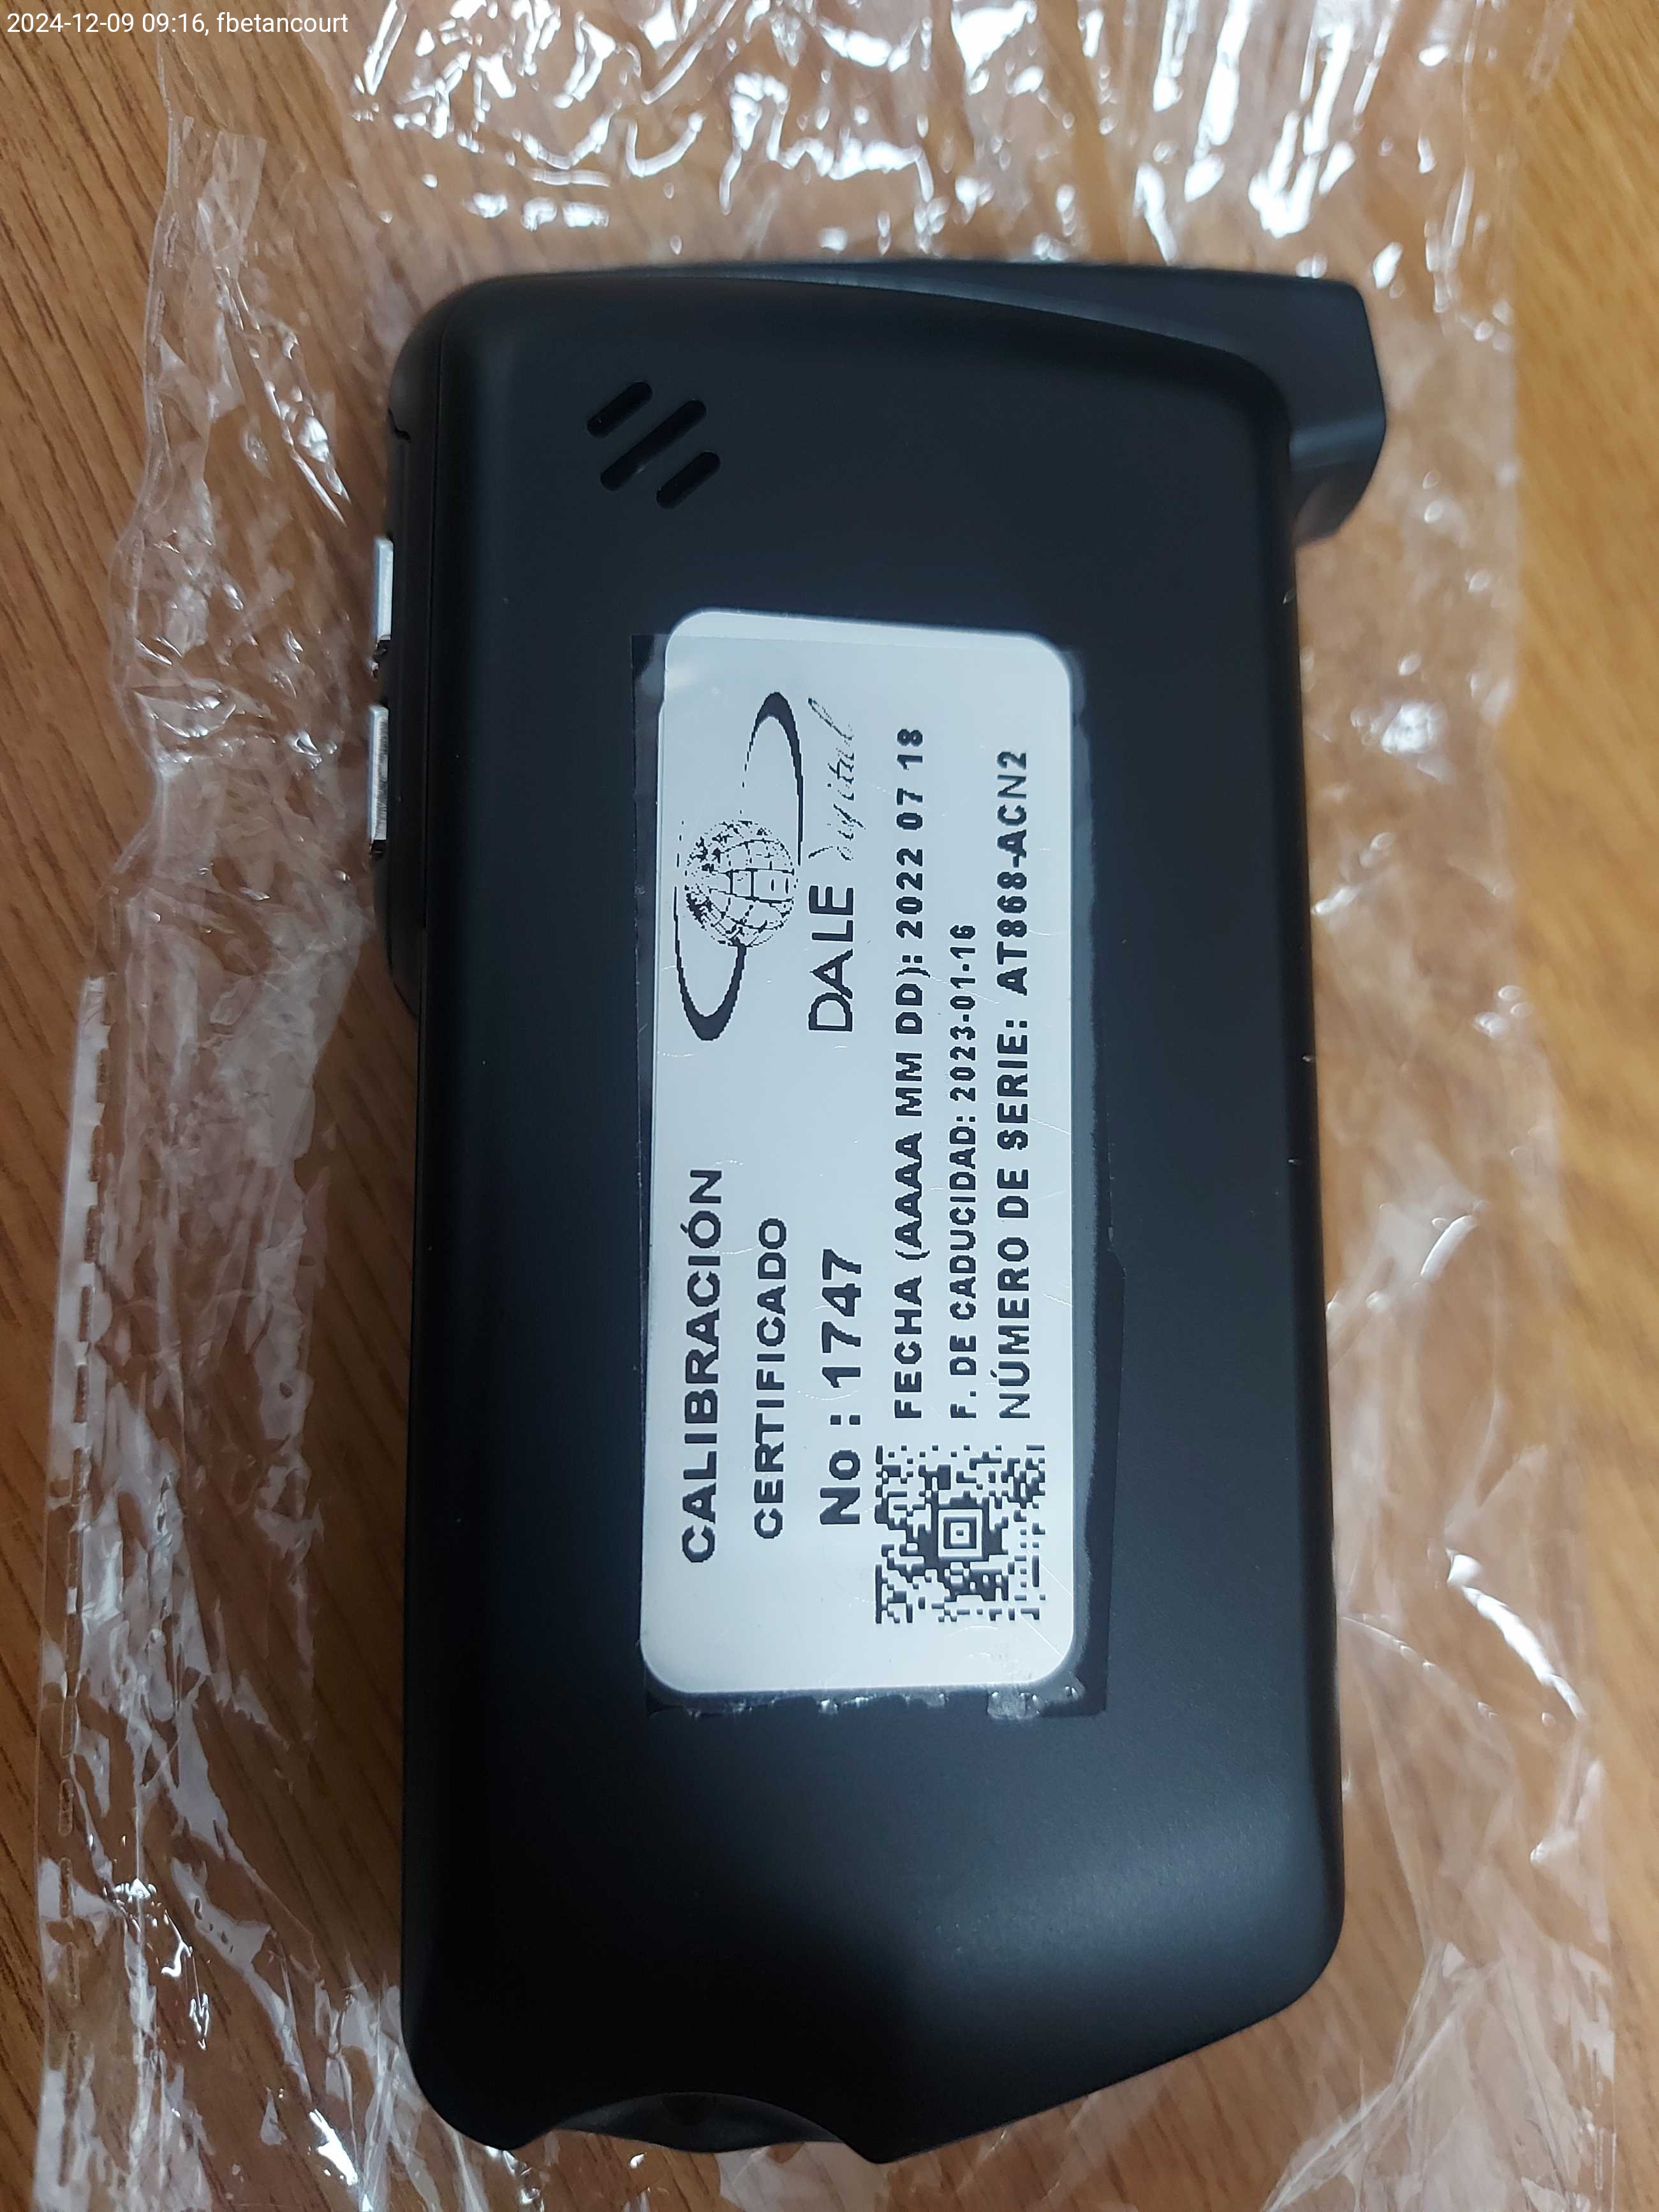 2024-12-09 09:16, fbetancourt
CALIBRACIÓN
CERTIFICADO
No: 1747
DALE Digital
FECHA (AAAA MM DD): 2022 07 18
F. DE CADUCIDAD: 2023-01-16
NÚMERO DE SERIE: AT868-ACN2